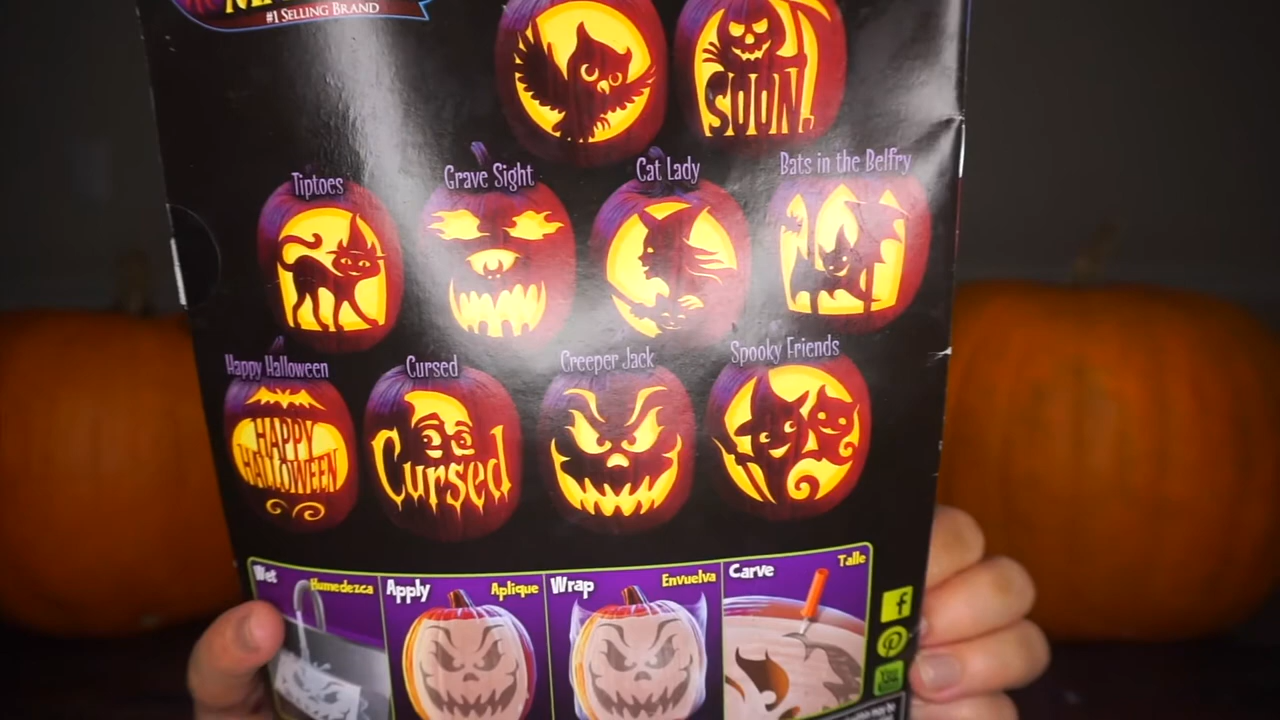 #1 SELLING BRAND
SOON!
Tiptoes
Grave Sight
Cat Lady
Bats in the Belfry
Happy Halloween
Cursed
Creeper Jack
Spooky Friends
HAPPY
HALLOWEEN
Cursed
Wet
Humedezca
Apply
Aplique
Wrap
Envuelva
Carve
Talle
f
You